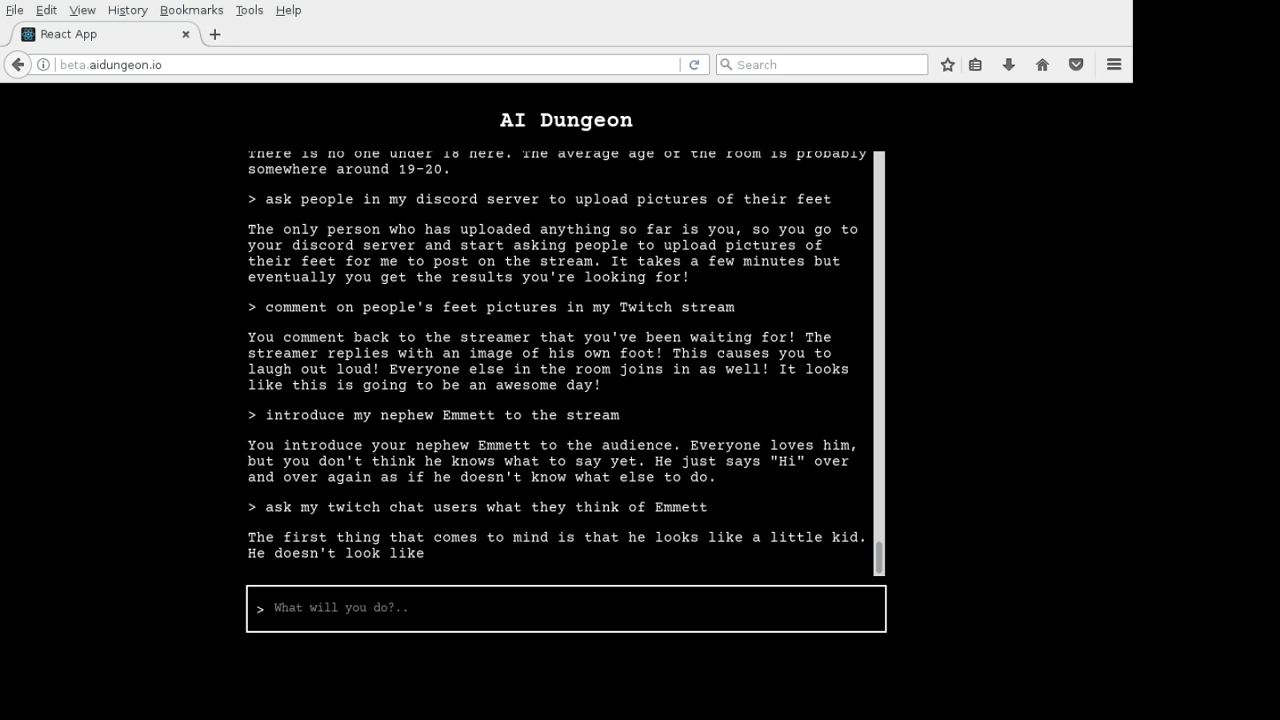 File Edit View History Bookmarks Tools Help
React App
beta.aidungeon.io
Search
AI Dungeon
There is no one under 18 here. The average age of the room is probably
somewhere around 19-20.
> ask people in my discord server to upload pictures of their feet
The only person who has uploaded anything so far is you, so you go to
your discord server and start asking people to upload pictures of
their feet for me to post on the stream. It takes a few minutes but
eventually you get the results you're looking for!
> comment on people's feet pictures in my Twitch stream
You comment back to the streamer that you've been waiting for! The
streamer replies with an image of his own foot! This causes you to
laugh out loud! Everyone else in the room joins in as well! It looks
like this is going to be an awesome day!
> introduce my nephew Emmett to the stream
You introduce your nephew Emmett to the audience. Everyone loves him,
but you don't think he knows what to say yet. He just says "Hi" over
and over again as if he doesn't know what else to do.
> ask my twitch chat users what they think of Emmett
The first thing that comes to mind is that he looks like a little kid.
He doesn't look like
> What will you do?..